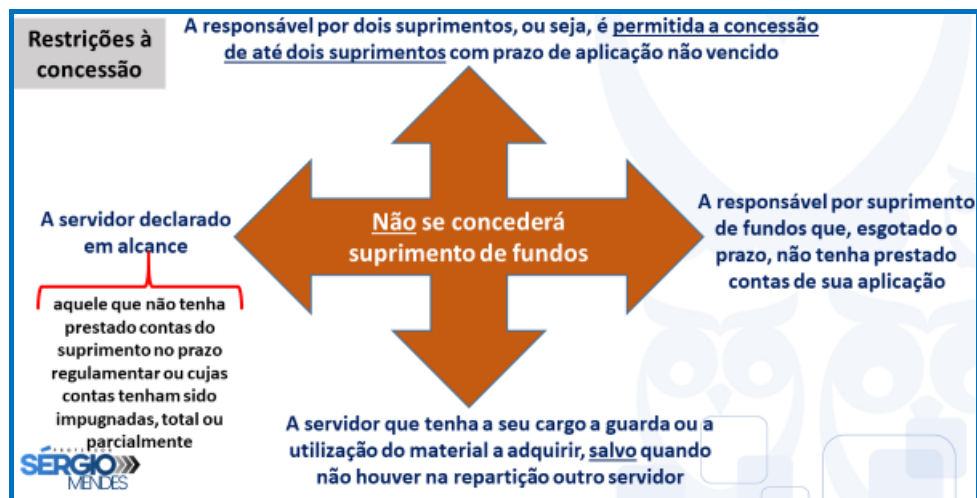 Restrições à
concessão
A responsável por dois suprimentos, ou seja, é permitida a concessão
de até dois suprimentos com prazo de aplicação não vencido
A servidor declarado
em alcance
aquele que não tenha
prestado contas do
suprimento no prazo
regulamentar ou cujas
contas tenham sido
impugnadas, total ou
parcialmente
Não se concederá
suprimento de fundos
A responsável por suprimento
de fundos que, esgotado o
prazo, não tenha prestado
contas de sua aplicação
A servidor que tenha a seu cargo a guarda ou a
utilização do material a adquirir, salvo quando
não houver na repartição outro servidor
PROFESSOR
SÉRGIO
MENDES